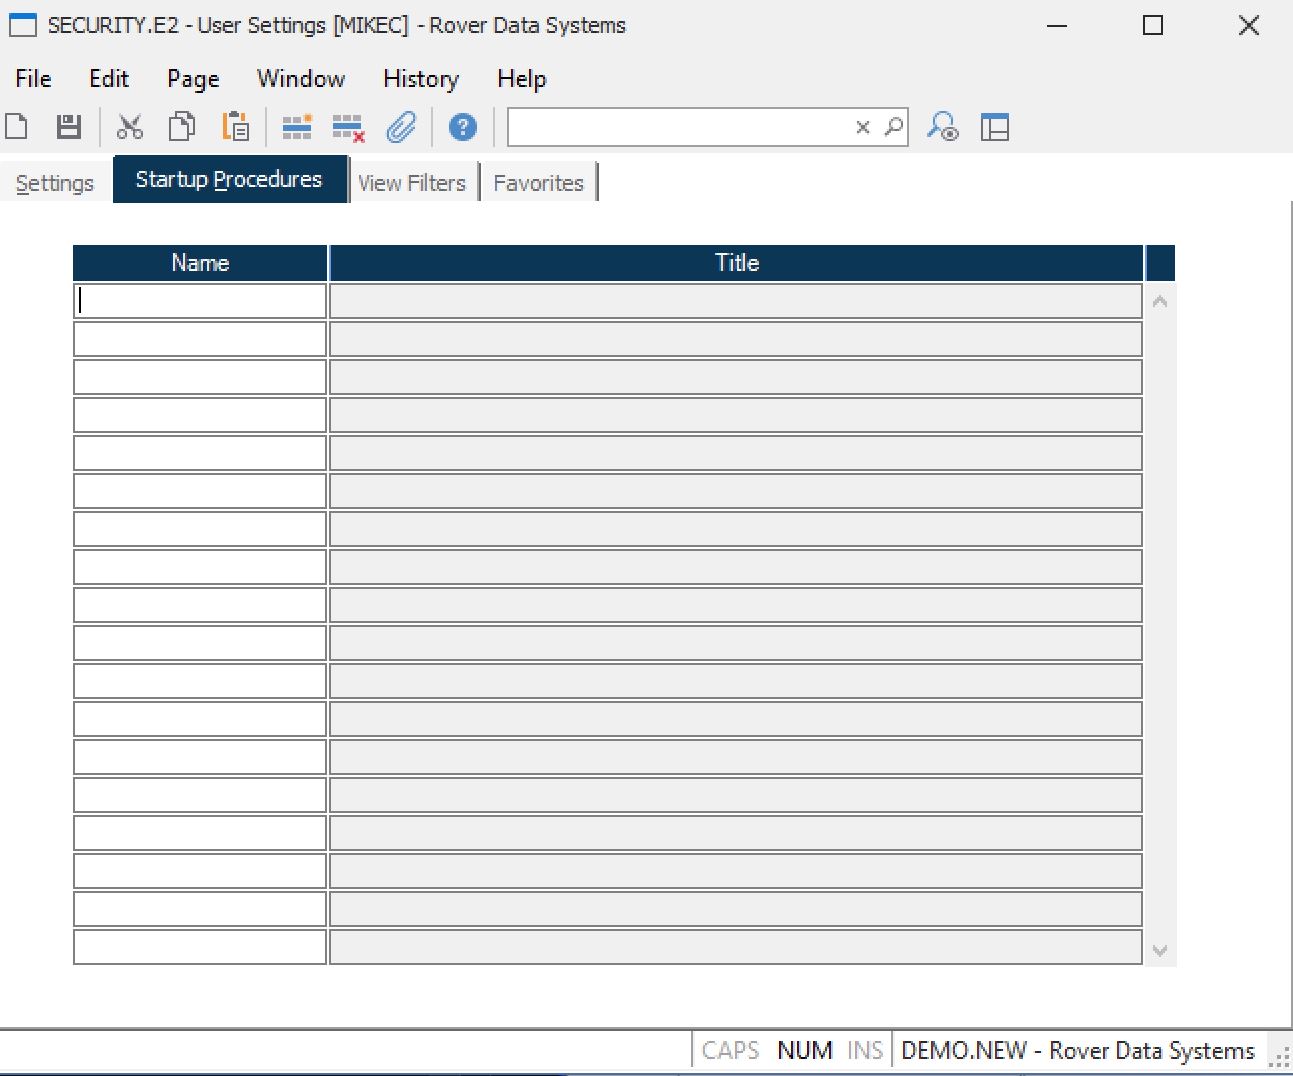 SECURITY.E2 - User Settings [MIKEC] - Rover Data Systems
File Edit Page Window History Help
Settings Startup Procedures View Filters Favorites
Name Title
CAPS NUM INS DEMO.NEW - Rover Data Systems